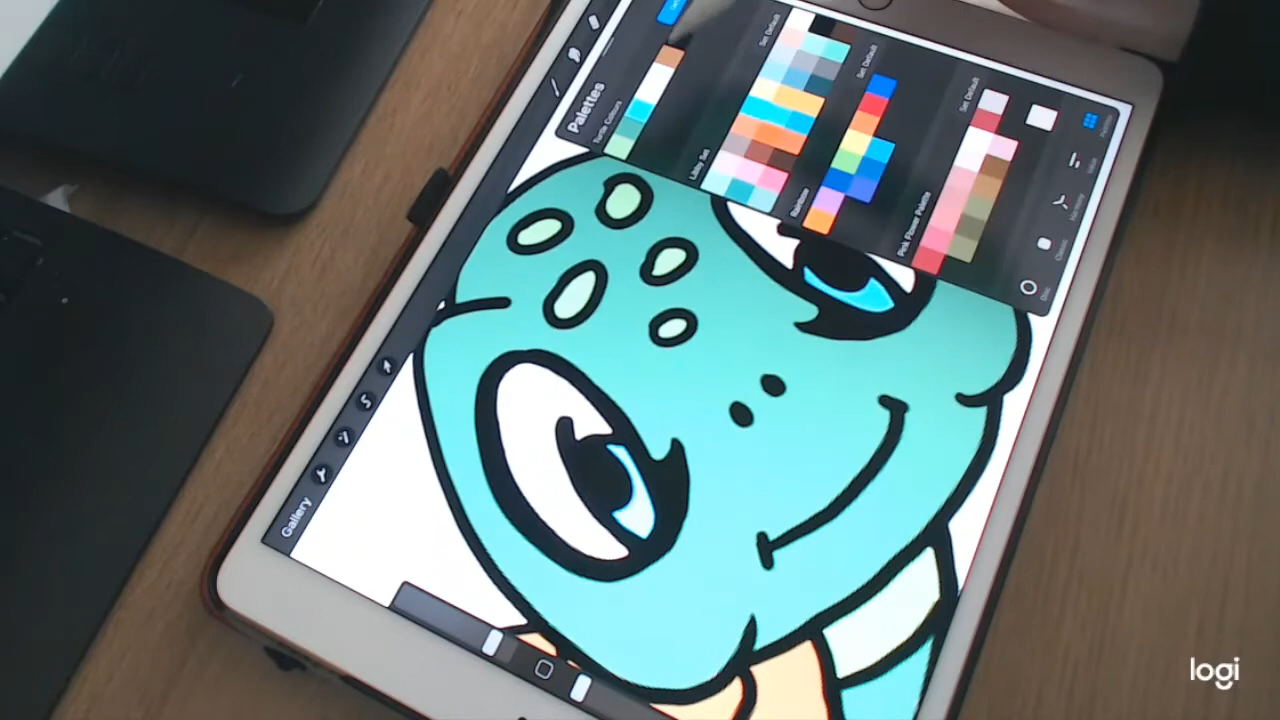 Gallery
Palettes
Turtle Colours
Libby Set
Set Default
Rainbow
Set Default
Pink Flower Palette
Set Default
Disc
Classic
Harmony
Value
Palettes
logi